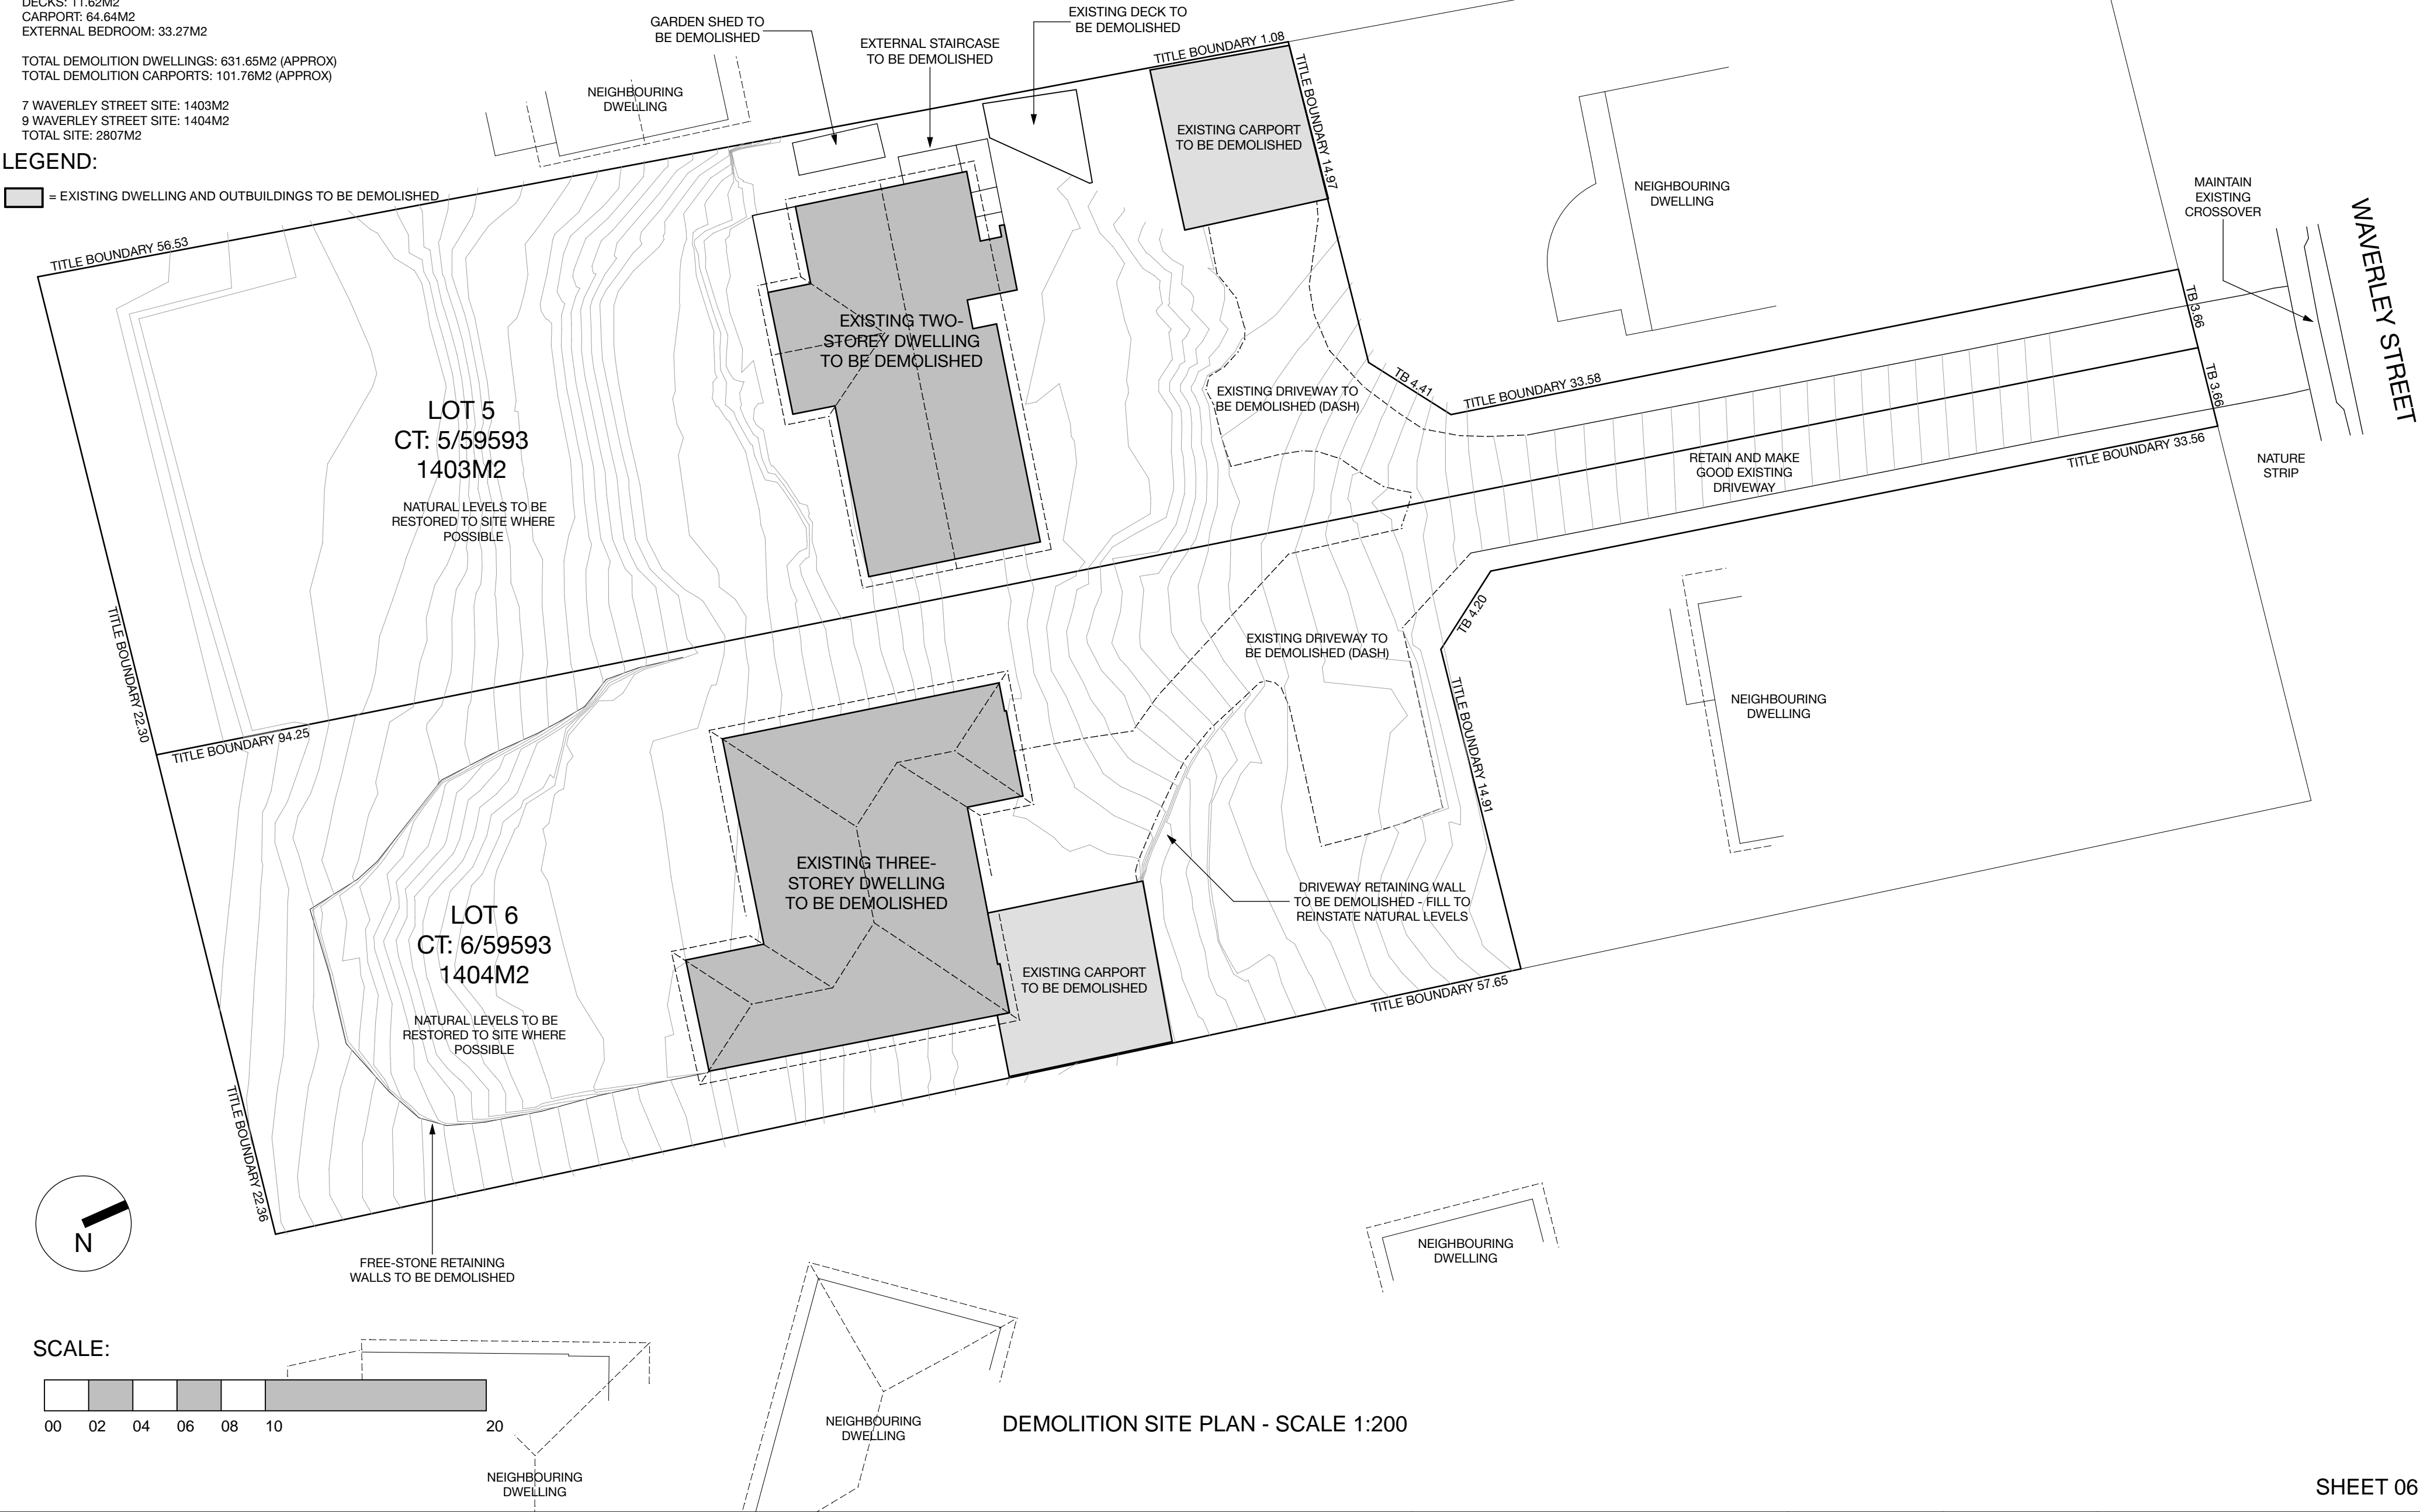 DECKS: 11.62M2
CARPORT: 64.64M2
EXTERNAL BEDROOM: 33.27M2
TOTAL DEMOLITION DWELLINGS: 631.65M2 (APPROX)
TOTAL DEMOLITION CARPORTS: 101.76M2 (APPROX)
7 WAVERLEY STREET SITE: 1403M2
9 WAVERLEY STREET SITE: 1404M2
TOTAL SITE: 2807M2
LEGEND:
= EXISTING DWELLING AND OUTBUILDINGS TO BE DEMOLISHED
GARDEN SHED TO
BE DEMOLISHED
EXTERNAL STAIRCASE
TO BE DEMOLISHED
EXISTING DECK TO
BE DEMOLISHED
NEIGHBOURING
DWELLING
TITLE BOUNDARY 1.08
TITLE BOUNDARY 14.97
EXISTING CARPORT
TO BE DEMOLISHED
NEIGHBOURING
DWELLING
MAINTAIN
EXISTING
CROSSOVER
WAVERLEY STREET
TITLE BOUNDARY 56.53
EXISTING TWO-
STOREY DWELLING
TO BE DEMOLISHED
TB 3.66
TB 3.66
EXISTING DRIVEWAY TO
BE DEMOLISHED (DASH)
TB 4.41
TITLE BOUNDARY 33.58
LOT 5
CT: 5/59593
1403M2
NATURAL LEVELS TO BE
RESTORED TO SITE WHERE
POSSIBLE
RETAIN AND MAKE
GOOD EXISTING
DRIVEWAY
TITLE BOUNDARY 33.56
NATURE
STRIP
TITLE BOUNDARY 22.30
TITLE BOUNDARY 94.25
EXISTING DRIVEWAY TO
BE DEMOLISHED (DASH)
TB 4.20
TITLE BOUNDARY 14.91
NEIGHBOURING
DWELLING
EXISTING THREE-
STOREY DWELLING
TO BE DEMOLISHED
DRIVEWAY RETAINING WALL
TO BE DEMOLISHED - FILL TO
REINSTATE NATURAL LEVELS
LOT 6
CT: 6/59593
1404M2
NATURAL LEVELS TO BE
RESTORED TO SITE WHERE
POSSIBLE
EXISTING CARPORT
TO BE DEMOLISHED
TITLE BOUNDARY 57.65
TITLE BOUNDARY 22.36
N
FREE-STONE RETAINING
WALLS TO BE DEMOLISHED
NEIGHBOURING
DWELLING
SCALE:
00 02 04 06 08 10 20
NEIGHBOURING
DWELLING
NEIGHBOURING
DWELLING
DEMOLITION SITE PLAN - SCALE 1:200
SHEET 06